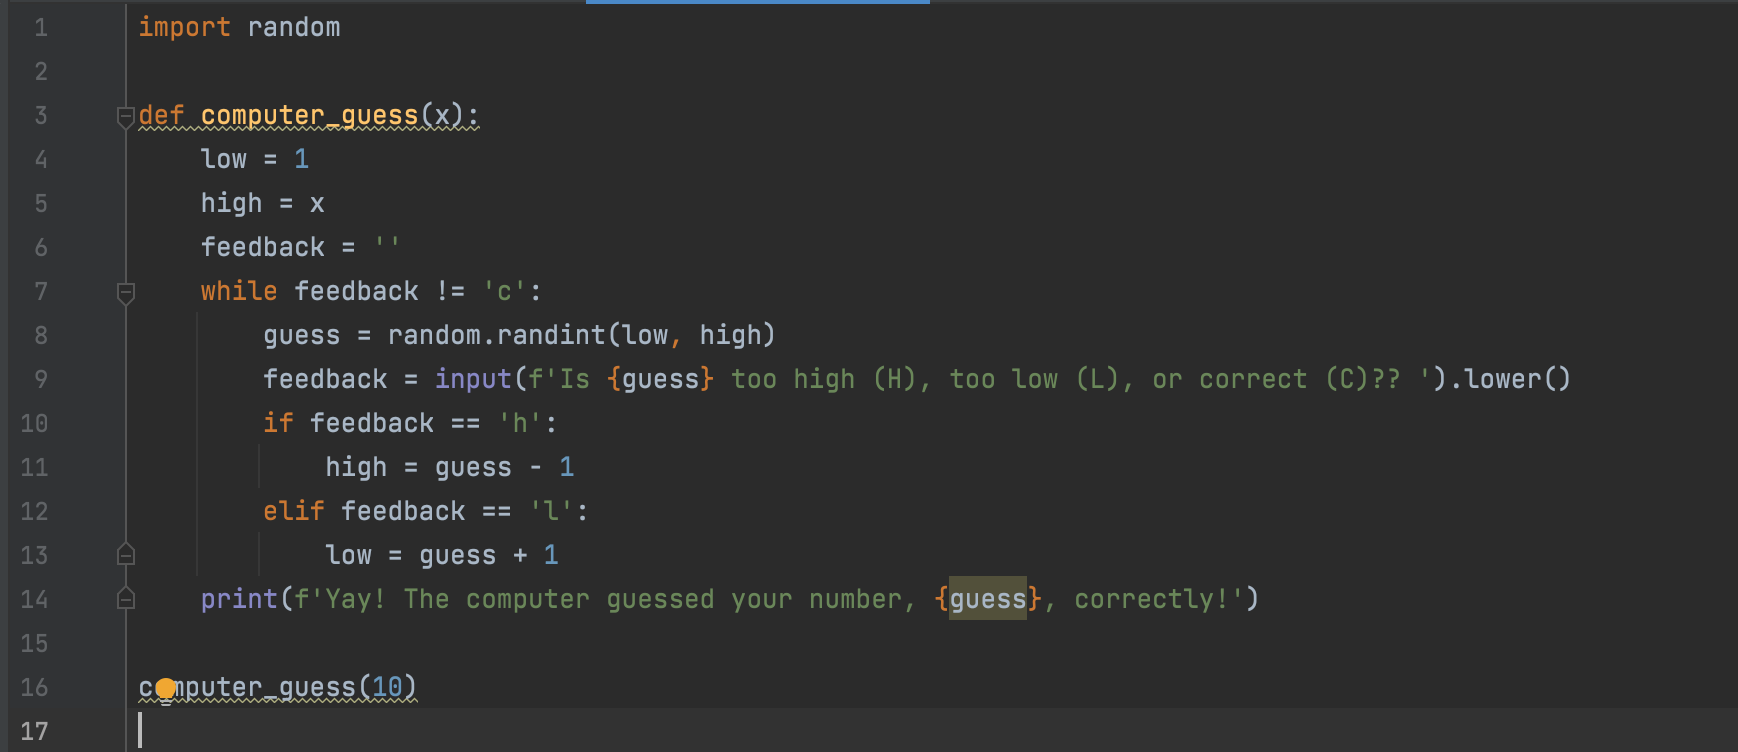 1 import random
2
3 def computer_guess(x):
4     low = 1
5     high = x
6     feedback = ''
7     while feedback != 'c':
8         guess = random.randint(low, high)
9         feedback = input(f'Is {guess} too high (H), too low (L), or correct (C)?? ').lower()
10         if feedback == 'h':
11             high = guess - 1
12         elif feedback == 'l':
13             low = guess + 1
14     print(f'Yay! The computer guessed your number, {guess}, correctly!')
15
16 computer_guess(10)
17